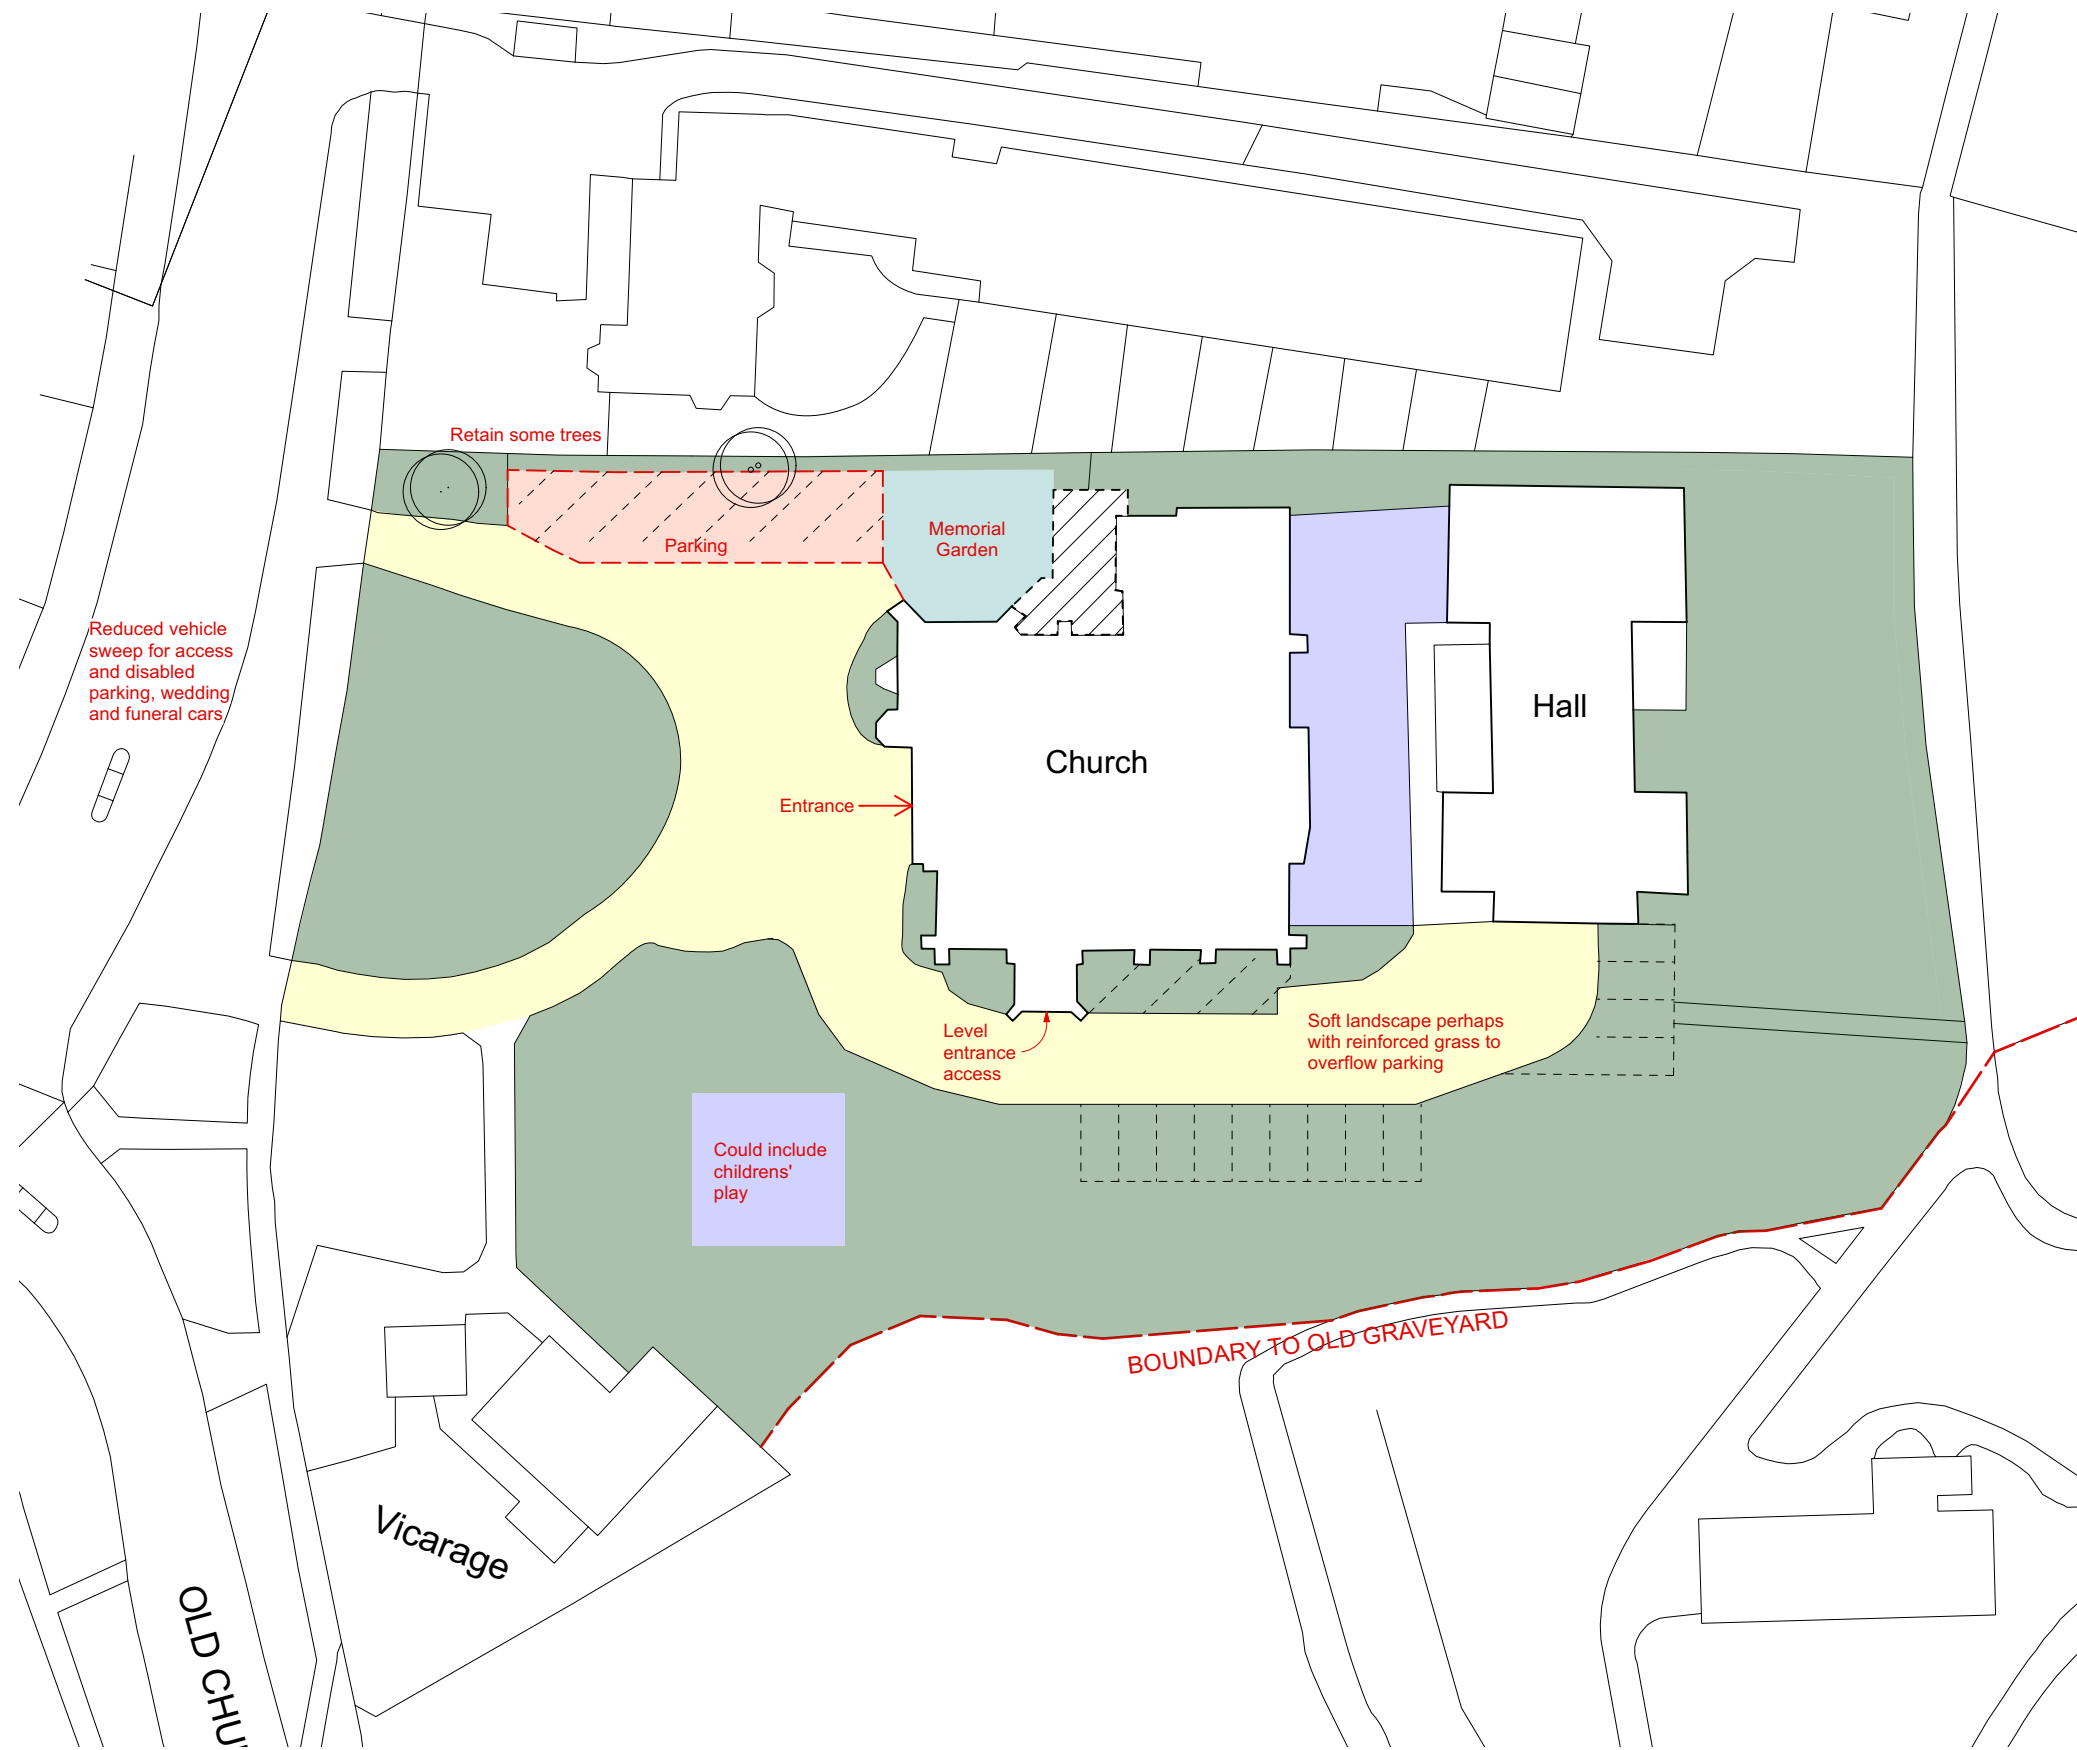 Retain some trees
Parking
Memorial
Garden
Reduced vehicle
sweep for access
and disabled
parking, wedding
and funeral cars
Hall
Church
Entrance
Level
entrance
access
Soft landscape perhaps
with reinforced grass to
overflow parking
Could include
childrens'
play
BOUNDARY TO OLD GRAVEYARD
Vicarage
OLD CHU